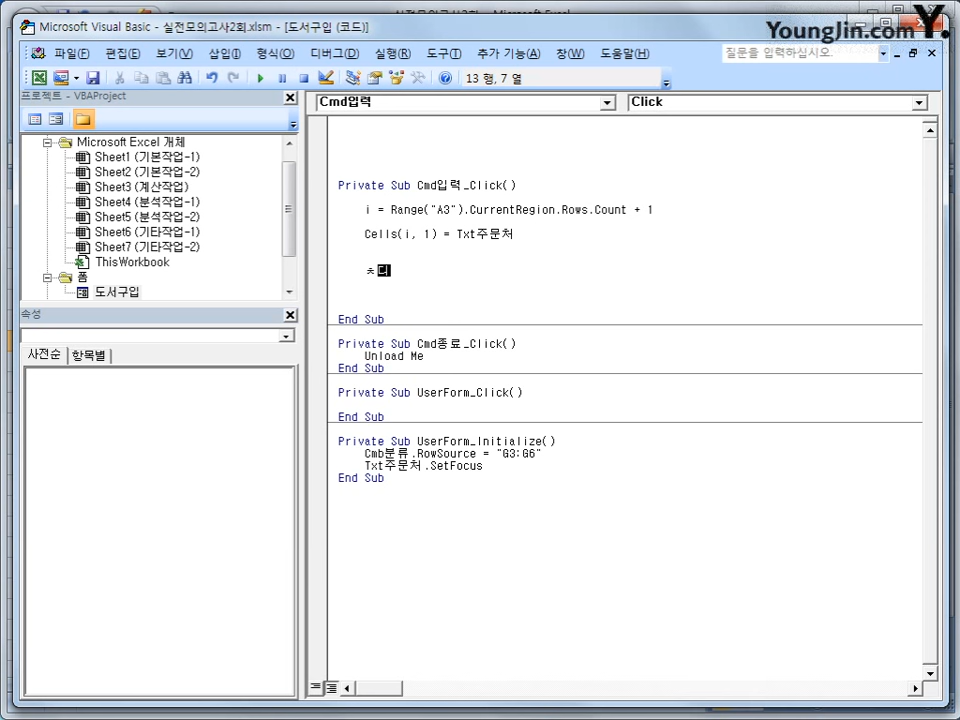 Microsoft Visual Basic - 실전모의고사2회.xlsm - [도서구입 (코드)]
YoungJin.com Y.
파일(F) 편집(E) 보기(V) 삽입(I) 형식(O) 디버그(D) 실행(R) 도구(T) 추가 기능(A) 창(W) 도움말(H)
질문을 입력하십시오.
13 행, 7 열
프로젝트 - VBAProject
Cmd입력
Click
Microsoft Excel 개체
Sheet1 (기본작업-1)
Sheet2 (기본작업-2)
Sheet3 (계산작업)
Sheet4 (분석작업-1)
Sheet5 (분석작업-2)
Sheet6 (기타작업-1)
Sheet7 (기타작업-2)
ThisWorkbook
폼
도서구입
속성
사전순 항목별
Private Sub Cmd입력_Click()
i = Range("A3").CurrentRegion.Rows.Count + 1
Cells(i, 1) = Txt주문처
End Sub
Private Sub Cmd종료_Click()
Unload Me
End Sub
Private Sub UserForm_Click()
End Sub
Private Sub UserForm_Initialize()
Cmb분류.RowSource = "G3:G6"
Txt주문처.SetFocus
End Sub